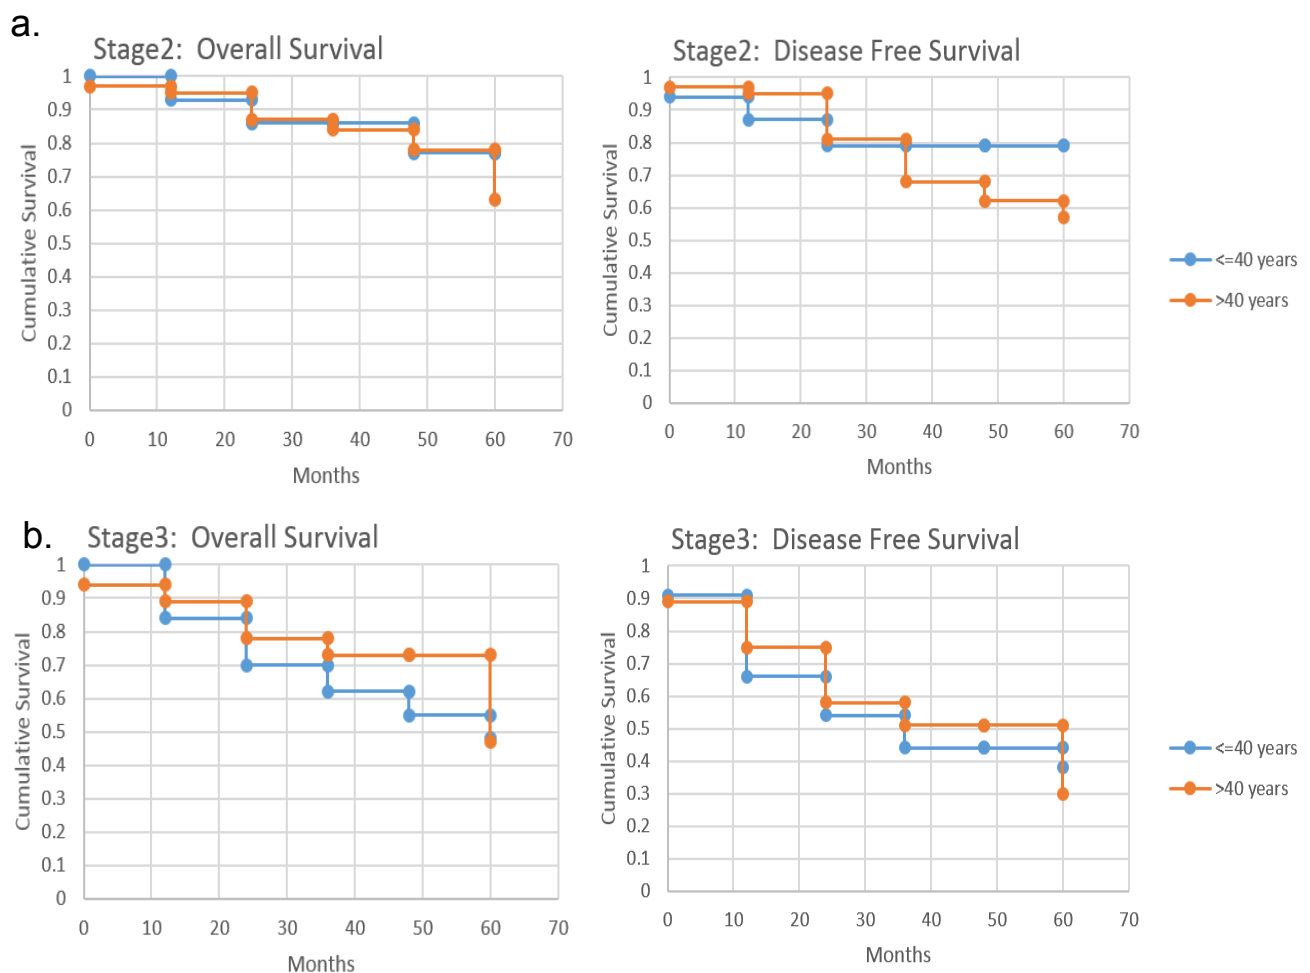 a.
Stage2: Overall Survival
Cumulative Survival
1
0.9
0.8
0.7
0.6
0.5
0.4
0.3
0.2
0.1
0
0 10 20 30 40 50 60 70
Months
Stage2: Disease Free Survival
Cumulative Survival
1
0.9
0.8
0.7
0.6
0.5
0.4
0.3
0.2
0.1
0
0 10 20 30 40 50 60 70
Months
<=40 years
>40 years
b.
Stage3: Overall Survival
Cumulative Survival
1
0.9
0.8
0.7
0.6
0.5
0.4
0.3
0.2
0.1
0
0 10 20 30 40 50 60 70
Months
Stage3: Disease Free Survival
Cumulative Survival
1
0.9
0.8
0.7
0.6
0.5
0.4
0.3
0.2
0.1
0
0 10 20 30 40 50 60 70
Months
<=40 years
>40 years